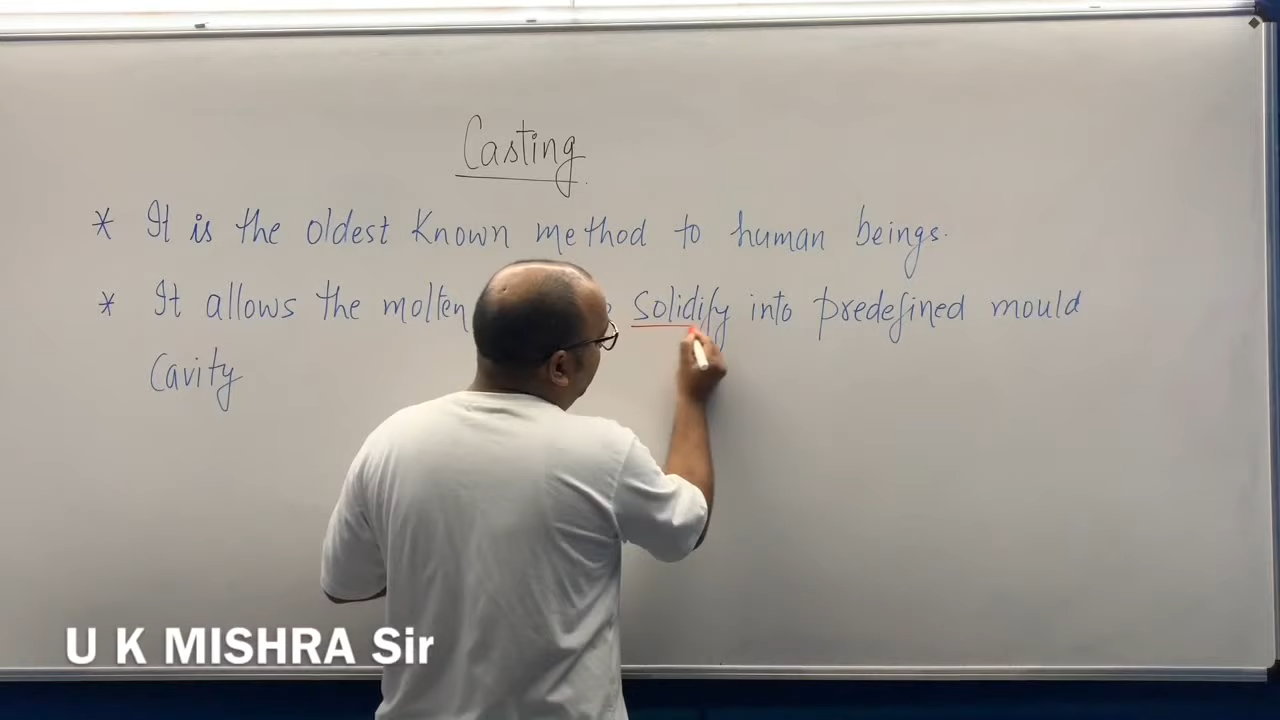 Casting
* It is the oldest known method to human beings.
* It allows the molten solidify into predefined mould
Cavity
U K MISHRA Sir